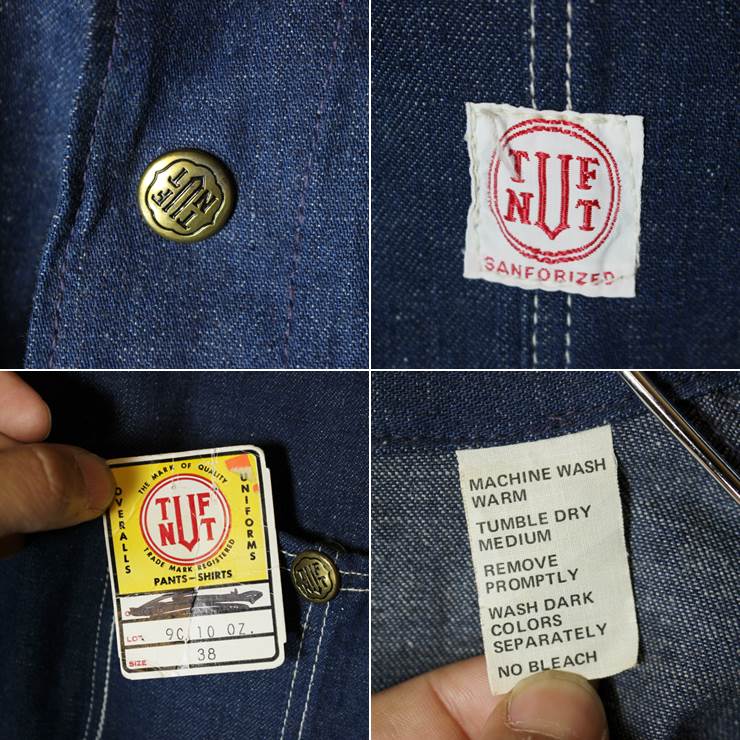 TUF
NUT
TUF
NUT
SANFORIZED
THE MARK OF QUALITY
OVERALLS
UNIFORMS
TUF
NUT
TRADE MARK REGISTERED
PANTS-SHIRTS
LOT 90, 10 OZ.
SIZE 38
TUF
NUT
MACHINE WASH
WARM
TUMBLE DRY
MEDIUM
REMOVE
PROMPTLY
WASH DARK
COLORS
SEPARATELY
NO BLEACH